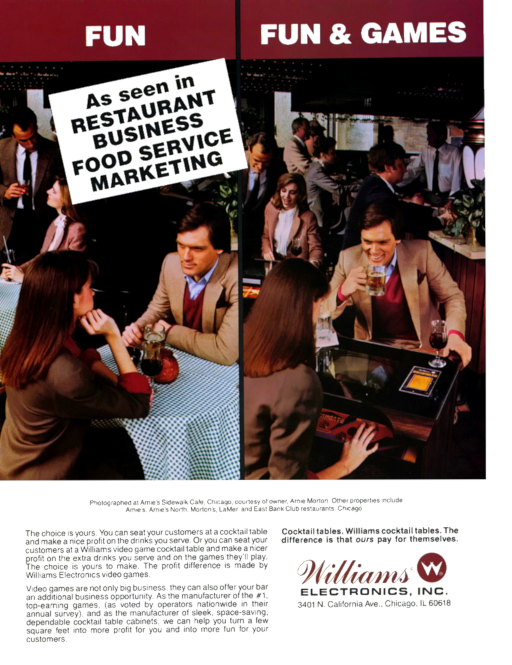 FUN
FUN & GAMES
As seen in
RESTAURANT
BUSINESS
FOOD SERVICE
MARKETING
Photographed at Arnie's Sidewalk Cafe, Chicago, courtesy of owner, Arnie Morton. Other properties include
Arnie's, Arnie's North, Morton's, LaMer and East Bank Club restaurants, Chicago.
The choice is yours. You can seat your customers at a cocktail table
and make a nice profit on the drinks you serve. Or you can seat your
customers at a Williams video game cocktail table and make a nicer
profit on the extra drinks you serve and on the games they'll play.
The choice is yours to make. The profit difference is made by
Williams Electronics video games.
Video games are not only big business, they can also offer your bar
an additional business opportunity. As the manufacturer of the #1,
top-earning games, (as voted by operators nationwide in their
annual survey), and as the manufacturer of sleek, space-saving,
dependable cocktail table cabinets, we can help you turn a few
square feet into more profit for you and into more fun for your
customers.
Cocktail tables. Williams cocktail tables. The
difference is that ours pay for themselves.
Williams W
ELECTRONICS, INC.
3401 N. California Ave., Chicago, IL 60618